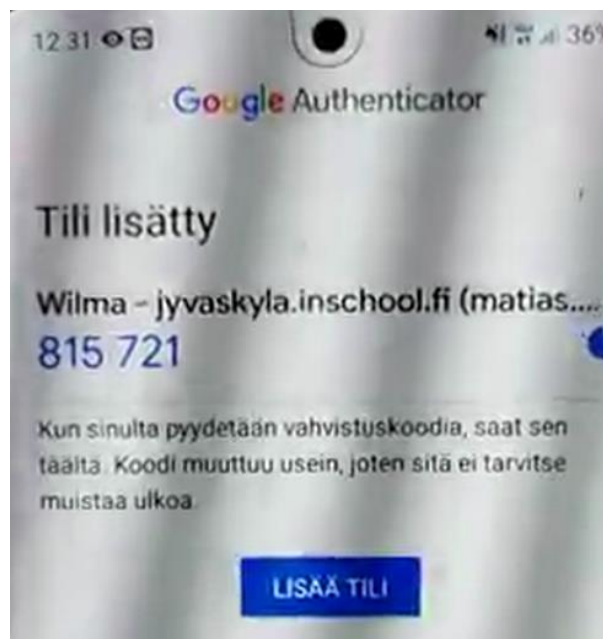 12 31
36%
Google Authenticator
Tili lisätty
Wilma - jyvaskyla.inschool.fi (matias....
815 721
Kun sinulta pyydetään vahvistuskoodia, saat sen
täältä. Koodi muuttuu usein, joten sitä ei tarvitse
muistaa ulkoa.
LISÄÄ TILI